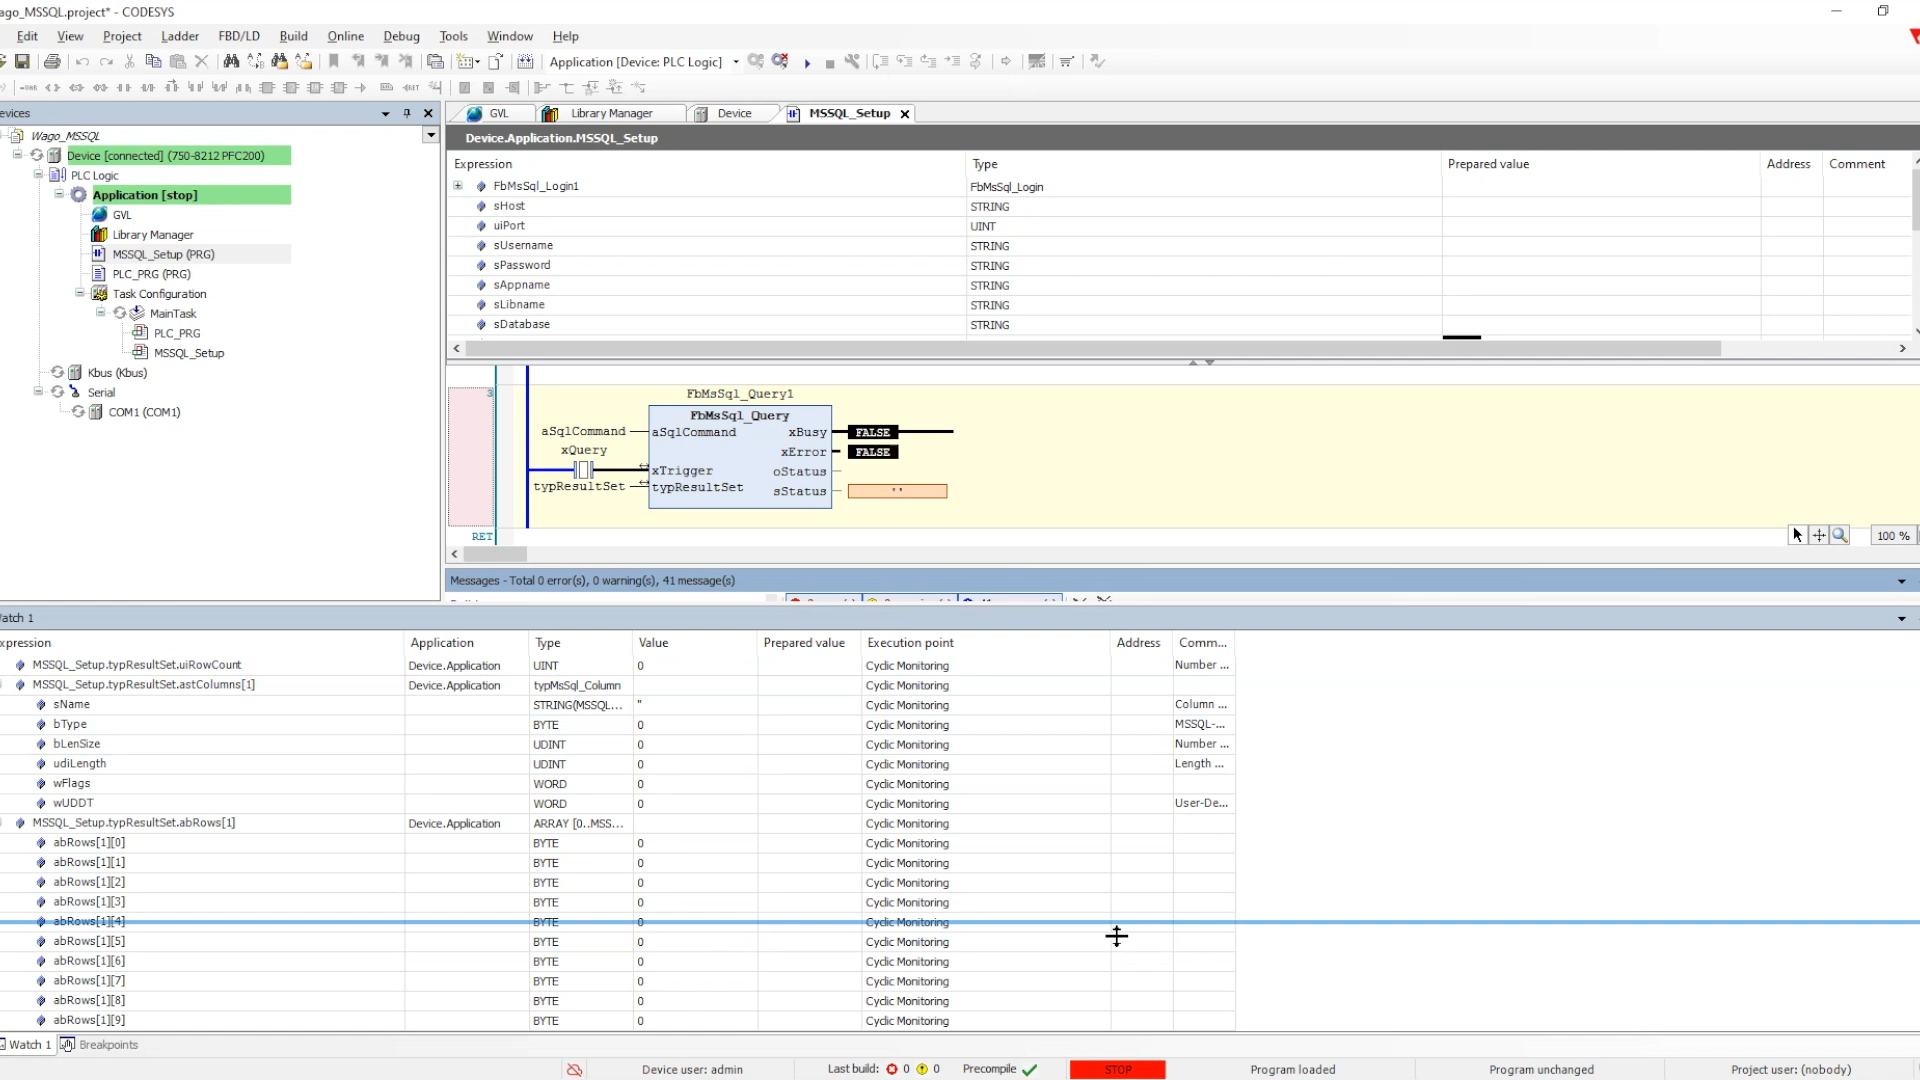 ago_MSSQL.project* - CODESYS
Edit View Project Ladder FBD/LD Build Online Debug Tools Window Help
Application [Device: PLC Logic]
evices
Wago_MSSQL
Device [connected] (750-8212 PFC200)
PLC Logic
Application [stop]
GVL
Library Manager
MSSQL_Setup (PRG)
PLC_PRG (PRG)
Task Configuration
MainTask
PLC_PRG
MSSQL_Setup
Kbus (Kbus)
Serial
COM1 (COM1)
GVL Library Manager Device MSSQL_Setup
Device.Application.MSSQL_Setup
Expression Type Prepared value Address Comment
FbMsSql_Login1 FbMsSql_Login
sHost STRING
uiPort UINT
sUsername STRING
sPassword STRING
sAppname STRING
sLibname STRING
sDatabase STRING
3
FbMsSql_Query1
FbMsSql_Query
aSqlCommand aSqlCommand xBusy FALSE
xQuery xError FALSE
xTrigger oStatus
typResultSet typResultSet sStatus ''
RET
100 %
Messages - Total 0 error(s), 0 warning(s), 41 message(s)
atch 1
xpression Application Type Value Prepared value Execution point Address Comm...
MSSQL_Setup.typResultSet.uiRowCount Device.Application UINT 0 Cyclic Monitoring Number ...
MSSQL_Setup.typResultSet.astColumns[1] Device.Application typMsSql_Column Cyclic Monitoring
sName STRING(MSSQL... '' Cyclic Monitoring Column ...
bType BYTE 0 Cyclic Monitoring MSSQL-...
bLenSize UDINT 0 Cyclic Monitoring Number ...
udiLength UDINT 0 Cyclic Monitoring Length ...
wFlags WORD 0 Cyclic Monitoring
wUDDT WORD 0 Cyclic Monitoring User-De...
MSSQL_Setup.typResultSet.abRows[1] Device.Application ARRAY [0..MSS... Cyclic Monitoring
abRows[1][0] BYTE 0 Cyclic Monitoring
abRows[1][1] BYTE 0 Cyclic Monitoring
abRows[1][2] BYTE 0 Cyclic Monitoring
abRows[1][3] BYTE 0 Cyclic Monitoring
abRows[1][4] BYTE 0 Cyclic Monitoring
abRows[1][5] BYTE 0 Cyclic Monitoring
abRows[1][6] BYTE 0 Cyclic Monitoring
abRows[1][7] BYTE 0 Cyclic Monitoring
abRows[1][8] BYTE 0 Cyclic Monitoring
abRows[1][9] BYTE 0 Cyclic Monitoring
Watch 1 Breakpoints
Device user: admin Last build: 0 0 Precompile STOP Program loaded Program unchanged Project user: (nobody)